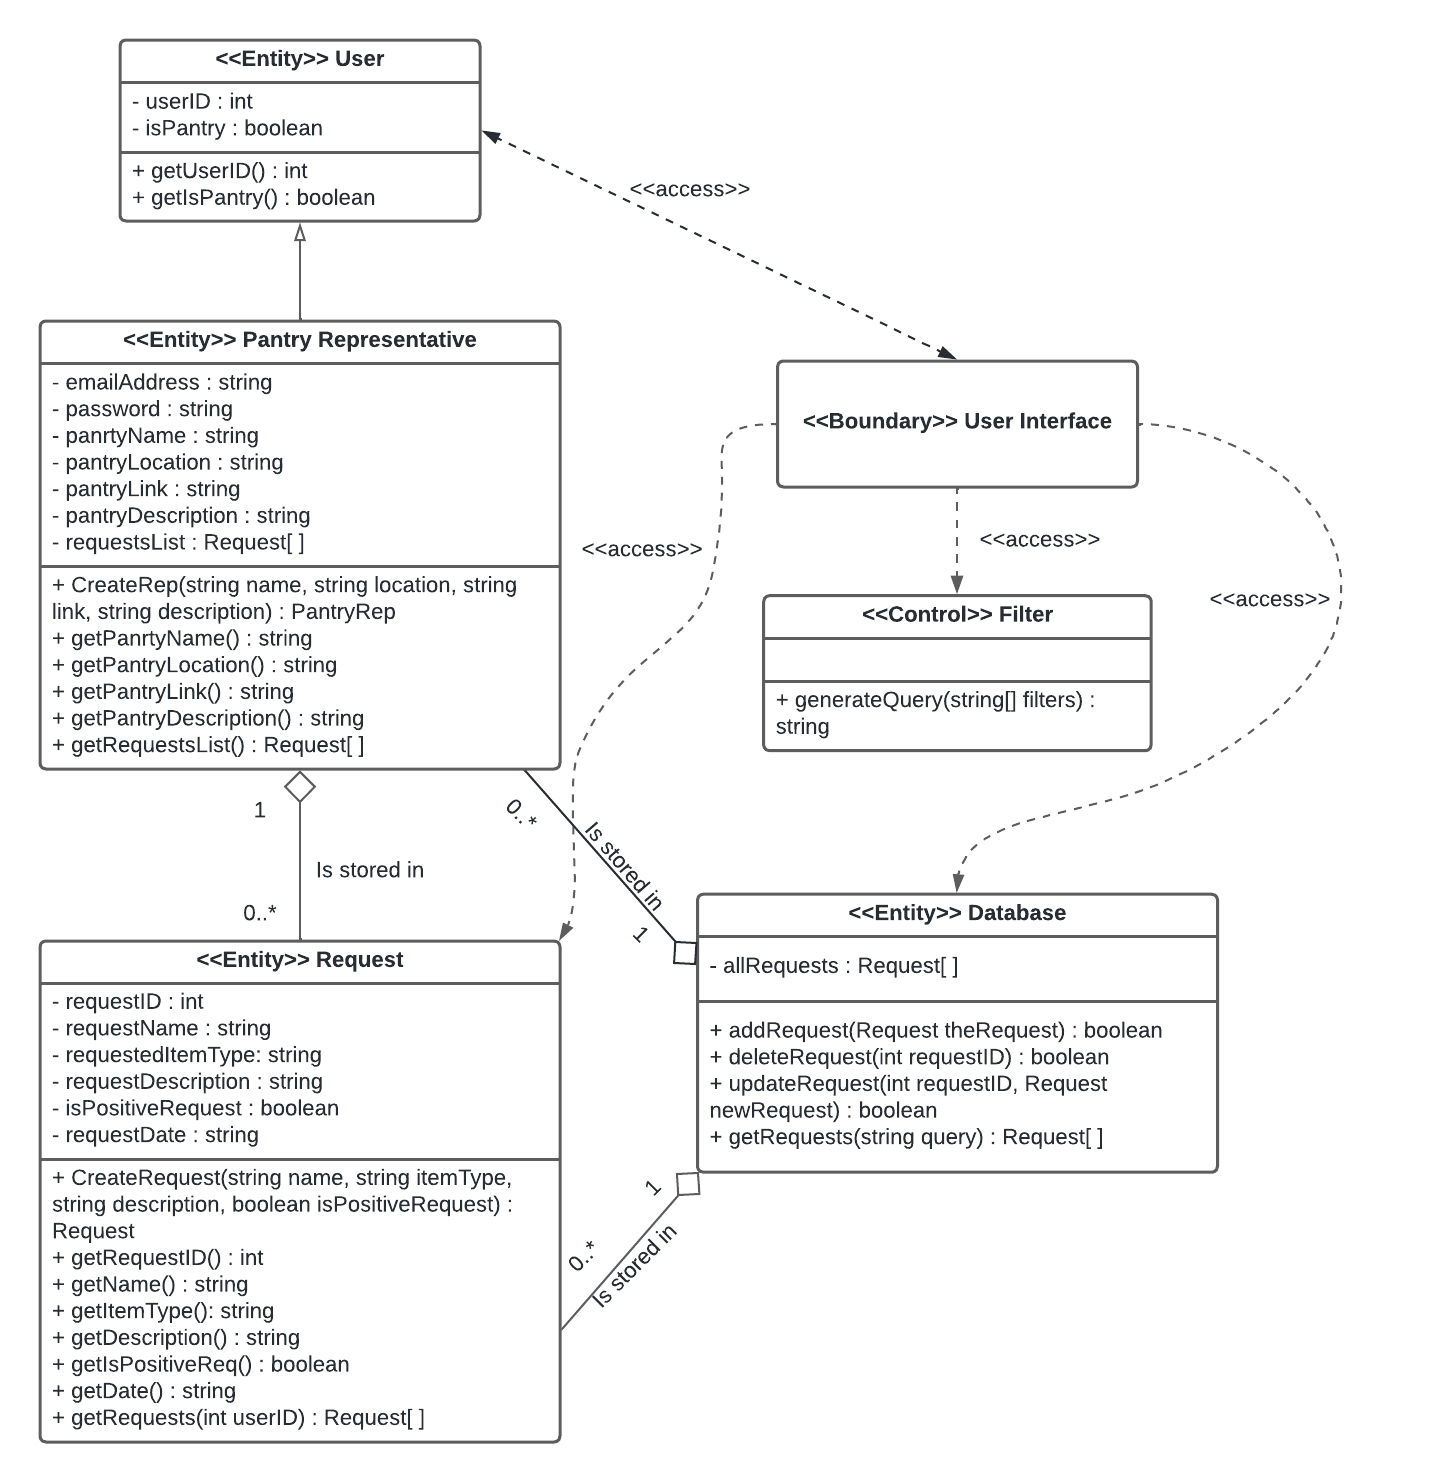 <<Entity>> User
- userID : int
- isPantry : boolean
+ getUserID() : int
+ getIsPantry() : boolean
<<access>>
<<Entity>> Pantry Representative
- emailAddress : string
- password : string
- panrtyName : string
- pantryLocation : string
- pantryLink : string
- pantryDescription : string
- requestsList : Request[ ]
+ CreateRep(string name, string location, string
link, string description) : PantryRep
+ getPanrtyName() : string
+ getPantryLocation() : string
+ getPantryLink() : string
+ getPantryDescription() : string
+ getRequestsList() : Request[ ]
<<Boundary>> User Interface
<<access>>
<<access>>
<<access>>
<<Control>> Filter
+ generateQuery(string[] filters) :
string
1
Is stored in
0..*
0..*
Is stored in
1
<<Entity>> Database
- allRequests : Request[ ]
+ addRequest(Request theRequest) : boolean
+ deleteRequest(int requestID) : boolean
+ updateRequest(int requestID, Request
newRequest) : boolean
+ getRequests(string query) : Request[ ]
<<Entity>> Request
- requestID : int
- requestName : string
- requestedItemType: string
- requestDescription : string
- isPositiveRequest : boolean
- requestDate : string
+ CreateRequest(string name, string itemType,
string description, boolean isPositiveRequest) :
Request
+ getRequestID() : int
+ getName() : string
+ getItemType(): string
+ getDescription() : string
+ getIsPositiveReq() : boolean
+ getDate() : string
+ getRequests(int userID) : Request[ ]
1
0..*
Is stored in